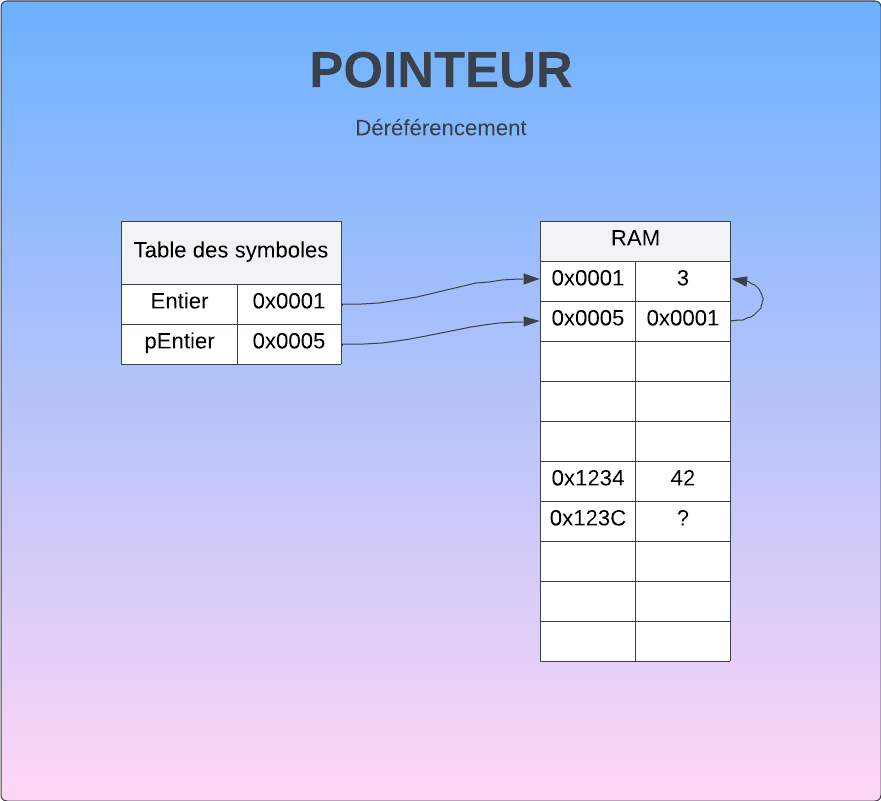 POINTEUR
Déréférencement
Table des symboles
Entier 0x0001
pEntier 0x0005
RAM
0x0001 3
0x0005 0x0001
0x1234 42
0x123C ?